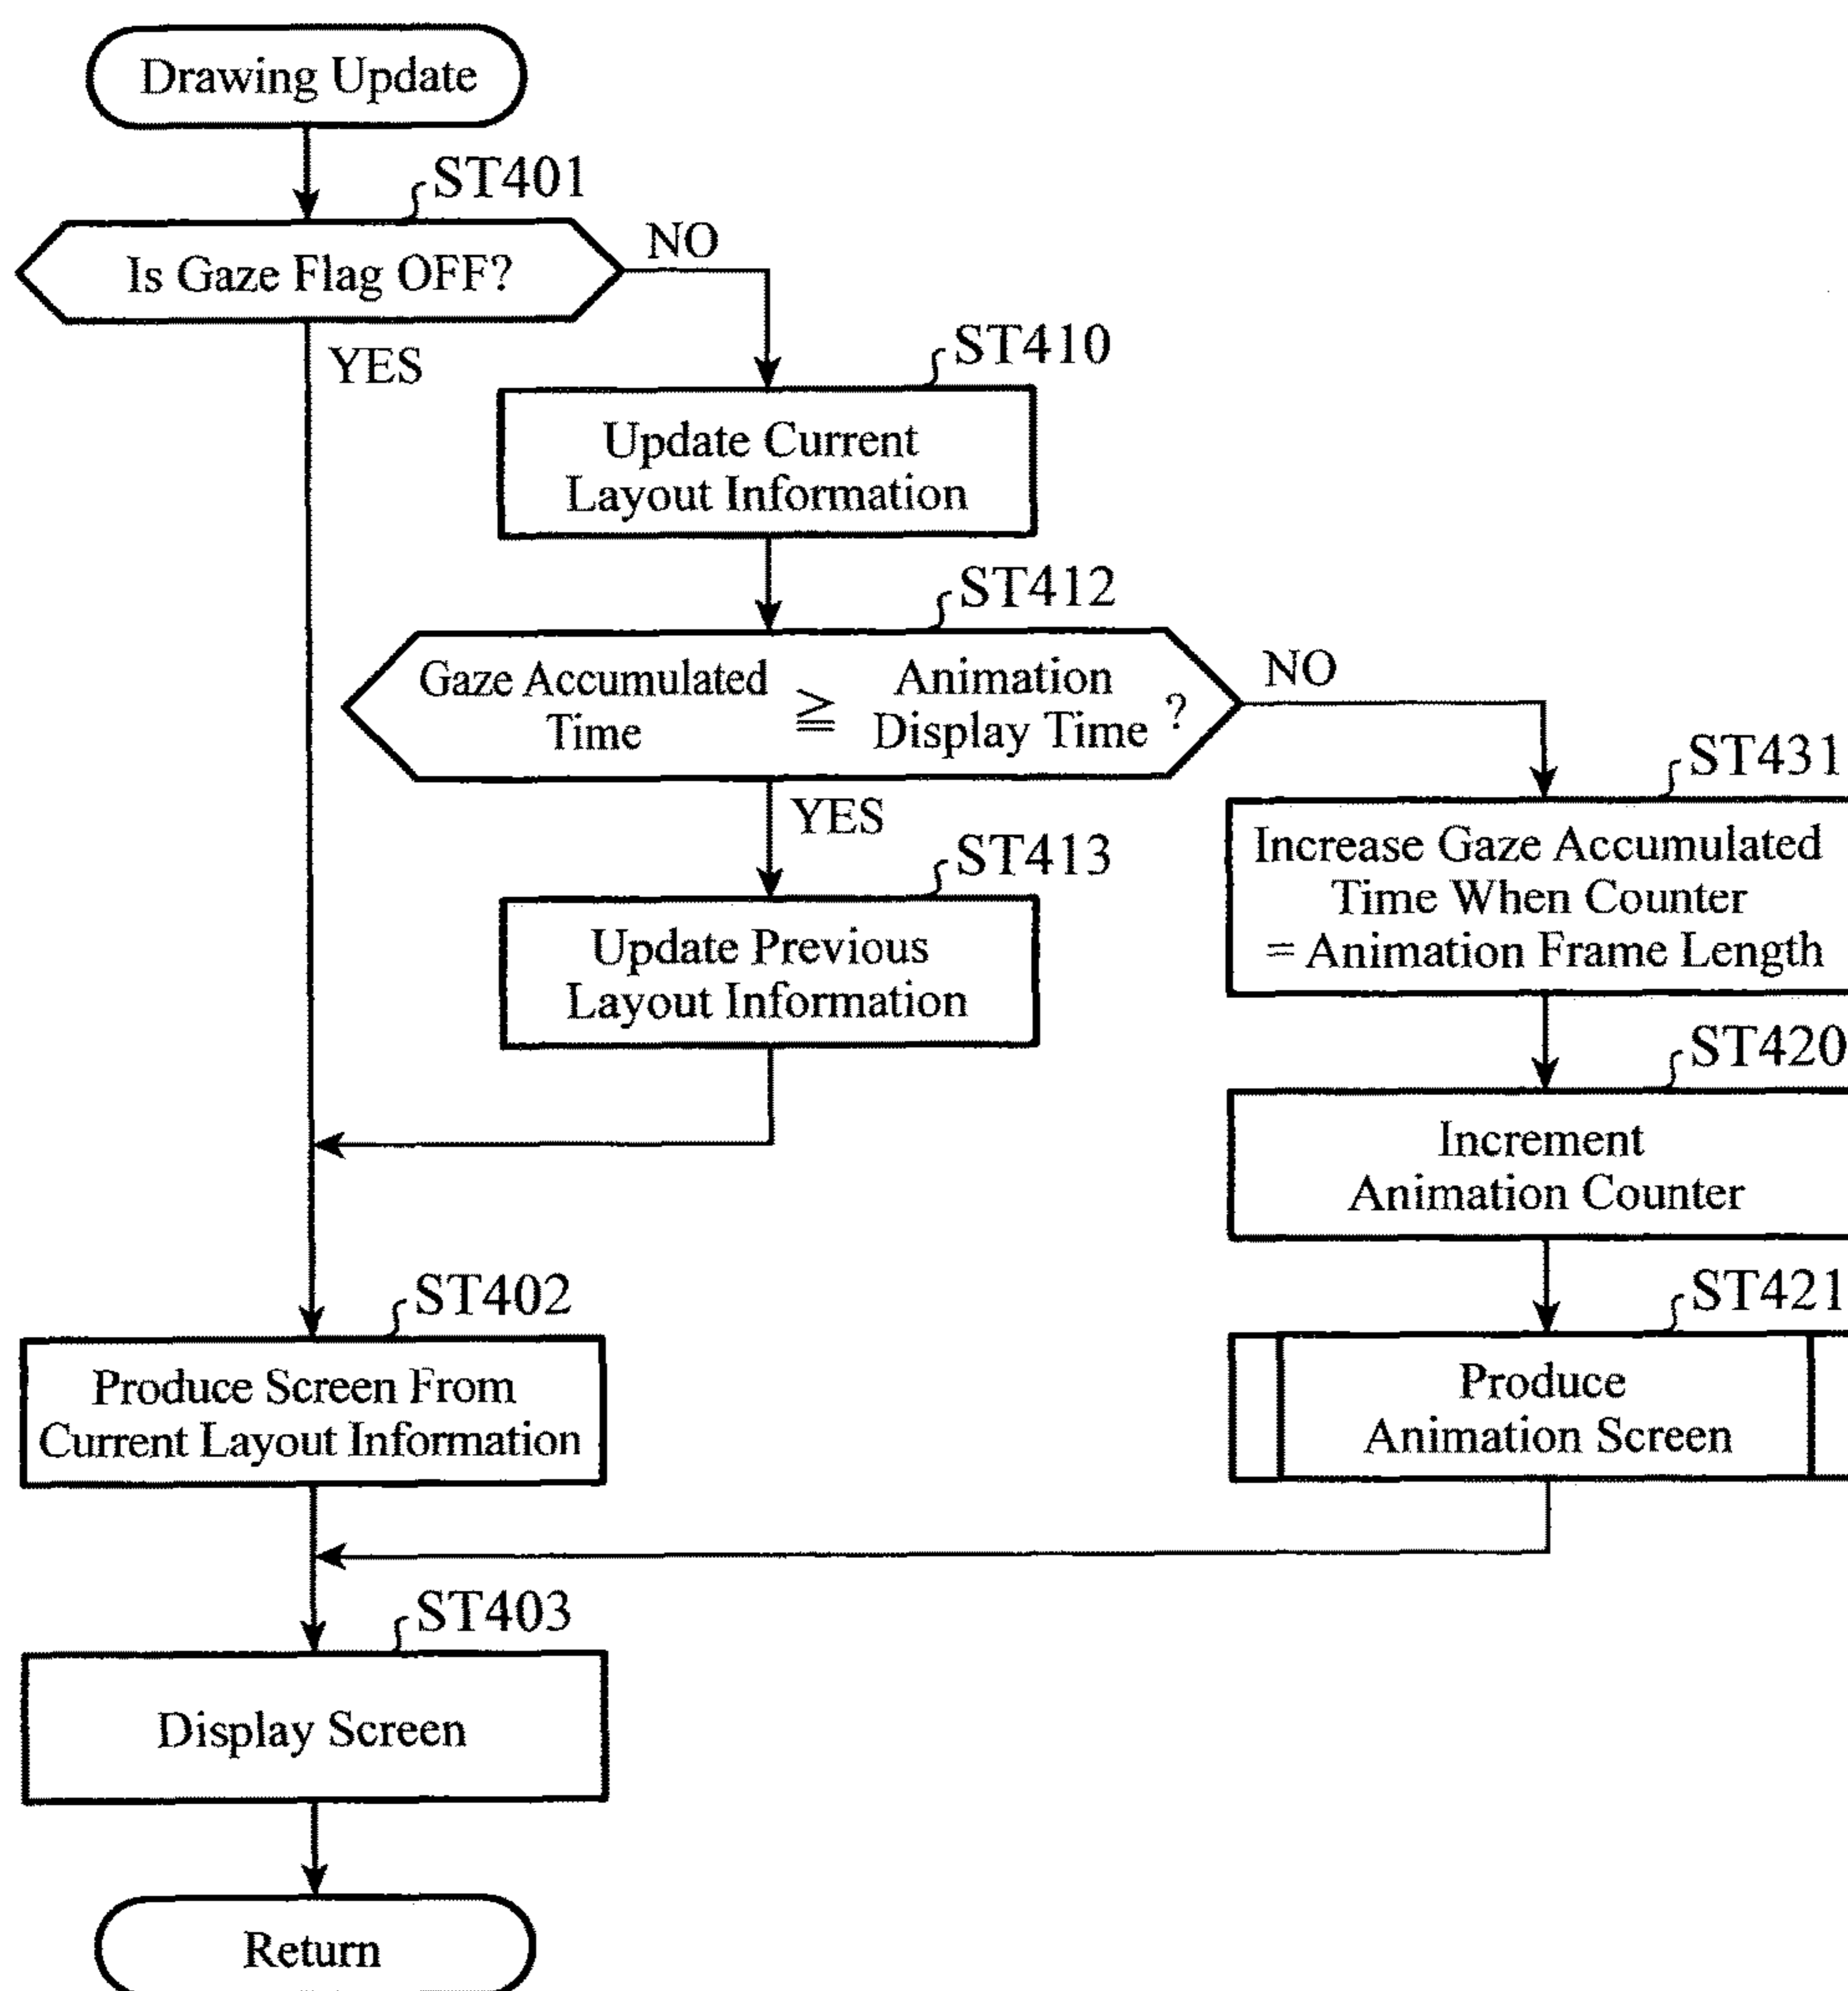 Drawing Update
ST401
Is Gaze Flag OFF?
NO
YES
ST410
Update Current
Layout Information
ST412
Gaze Accumulated
Time
≧
Animation
Display Time
?
NO
YES
ST413
Update Previous
Layout Information
ST431
Increase Gaze Accumulated
Time When Counter
= Animation Frame Length
ST420
Increment
Animation Counter
ST421
Produce
Animation Screen
ST402
Produce Screen From
Current Layout Information
ST403
Display Screen
Return